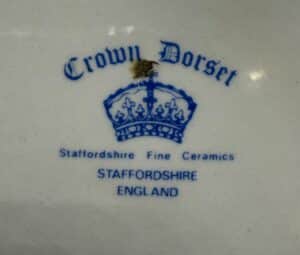 Crown Dorset
Staffordshire Fine Ceramics
STAFFORDSHIRE
ENGLAND